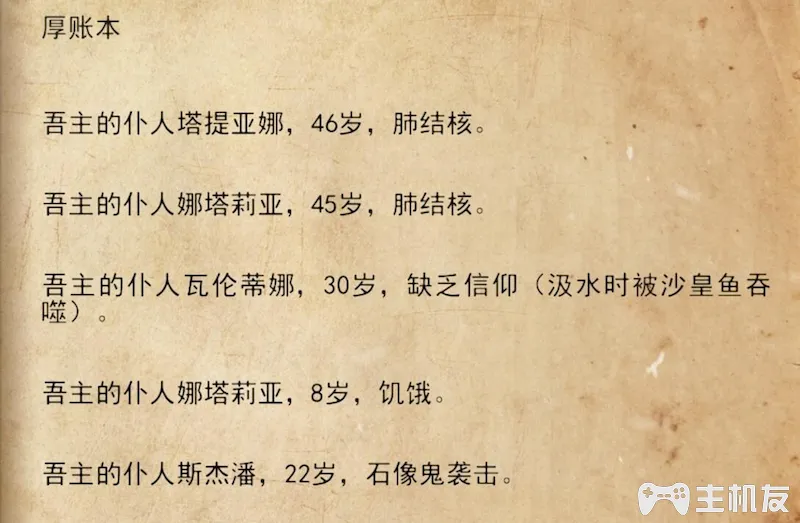 厚账本
吾主的仆人塔提亚娜，46岁，肺结核。
吾主的仆人娜塔莉亚，45岁，肺结核。
吾主的仆人瓦伦蒂娜，30岁，缺乏信仰（汲水时被沙皇鱼吞
噬）。
吾主的仆人娜塔莉亚，8岁，饥饿。
吾主的仆人斯杰潘，22岁，石像鬼袭击。
主机友